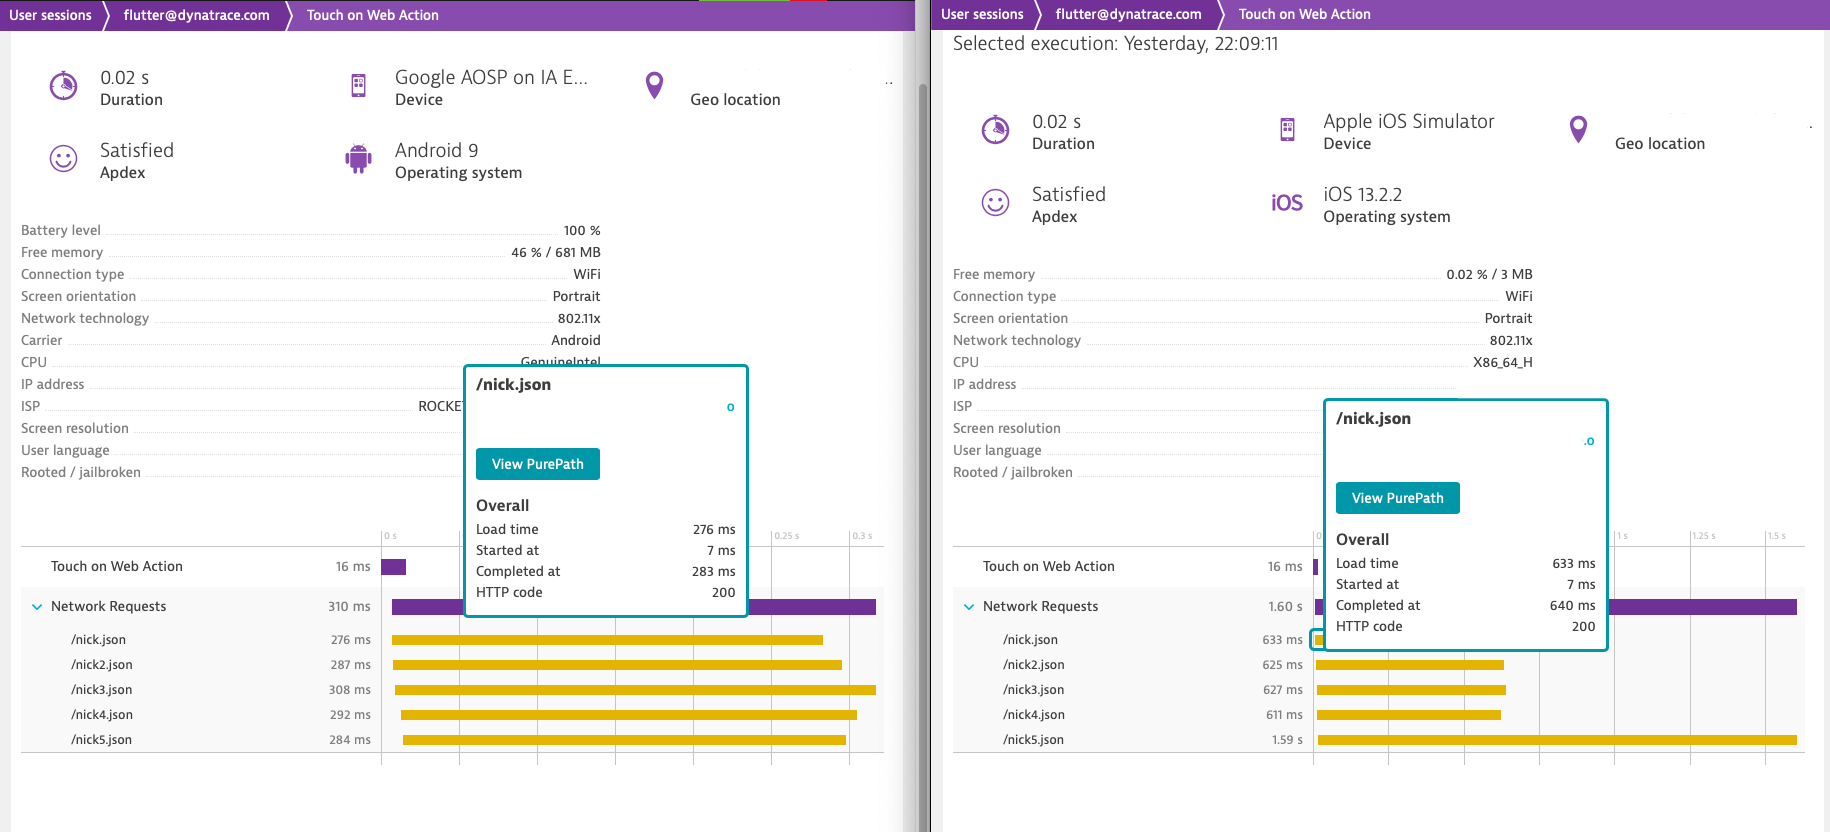 User sessions
flutter@dynatrace.com
Touch on Web Action
0.02 s
Duration
Google AOSP on IA E...
Device
..
Geo location
Satisfied
Apdex
Android 9
Operating system
Battery level 100 %
Free memory 46 % / 681 MB
Connection type WiFi
Screen orientation Portrait
Network technology 802.11x
Carrier Android
CPU GenuineIntel
IP address
ISP
Screen resolution
User language
Rooted / jailbroken
/nick.json
o
View PurePath
Overall
Load time 276 ms
Started at 7 ms
Completed at 283 ms
HTTP code 200
0 s 0.25 s 0.3 s
Touch on Web Action 16 ms
Network Requests 310 ms
/nick.json 276 ms
/nick2.json 287 ms
/nick3.json 308 ms
/nick4.json 292 ms
/nick5.json 284 ms
User sessions
flutter@dynatrace.com
Touch on Web Action
Selected execution: Yesterday, 22:09:11
0.02 s
Duration
Apple iOS Simulator
Device
.
Geo location
Satisfied
Apdex
iOS
iOS 13.2.2
Operating system
Free memory 0.02 % / 3 MB
Connection type WiFi
Screen orientation Portrait
Network technology 802.11x
CPU X86_64_H
IP address
ISP
Screen resolution
User language
Rooted / jailbroken
/nick.json
.o
View PurePath
Overall
Load time 633 ms
Started at 7 ms
Completed at 640 ms
HTTP code 200
1 s 1.25 s 1.5 s
Touch on Web Action 16 ms
Network Requests 1.60 s
/nick.json 633 ms
/nick2.json 625 ms
/nick3.json 627 ms
/nick4.json 611 ms
/nick5.json 1.59 s